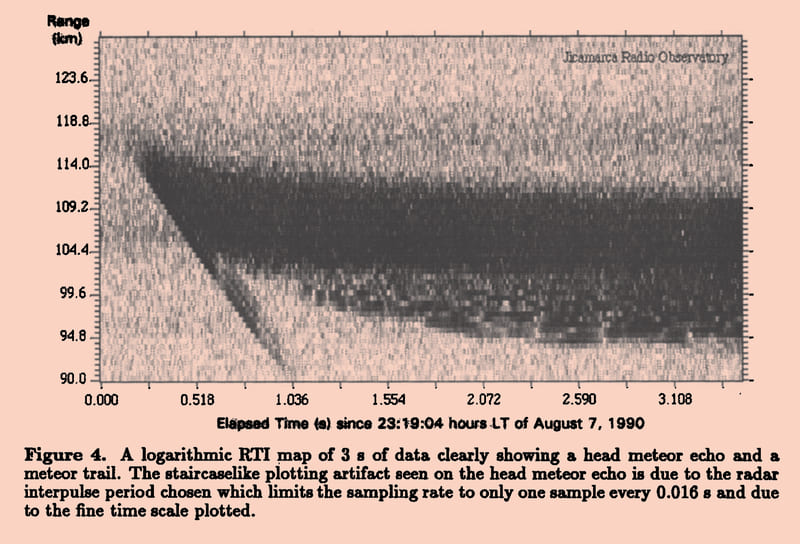 Range
(km)
Jicamarca Radio Observatory
123.6
118.8
114.0
109.2
104.4
99.6
94.8
90.0
0.000 0.518 1.036 1.554 2.072 2.590 3.108
Elapsed Time (s) since 23:19:04 hours LT of August 7, 1990
Figure 4. A logarithmic RTI map of 3 s of data clearly showing a head meteor echo and a
meteor trail. The staircaselike plotting artifact seen on the head meteor echo is due to the radar
interpulse period chosen which limits the sampling rate to only one sample every 0.016 s and due
to the fine time scale plotted.